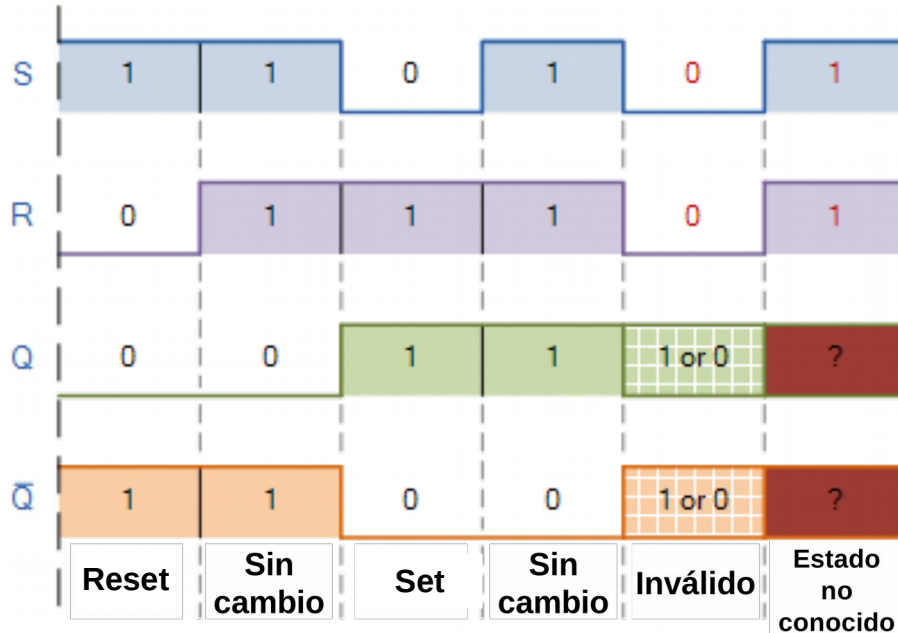 S 1 1 0 1 0 1
R 0 1 1 1 0 1
Q 0 0 1 1 1 or 0 ?
Q̅ 1 1 0 0 1 or 0 ?
Reset
Sin
cambio
Set
Sin
cambio
Inválido
Estado
no
conocido